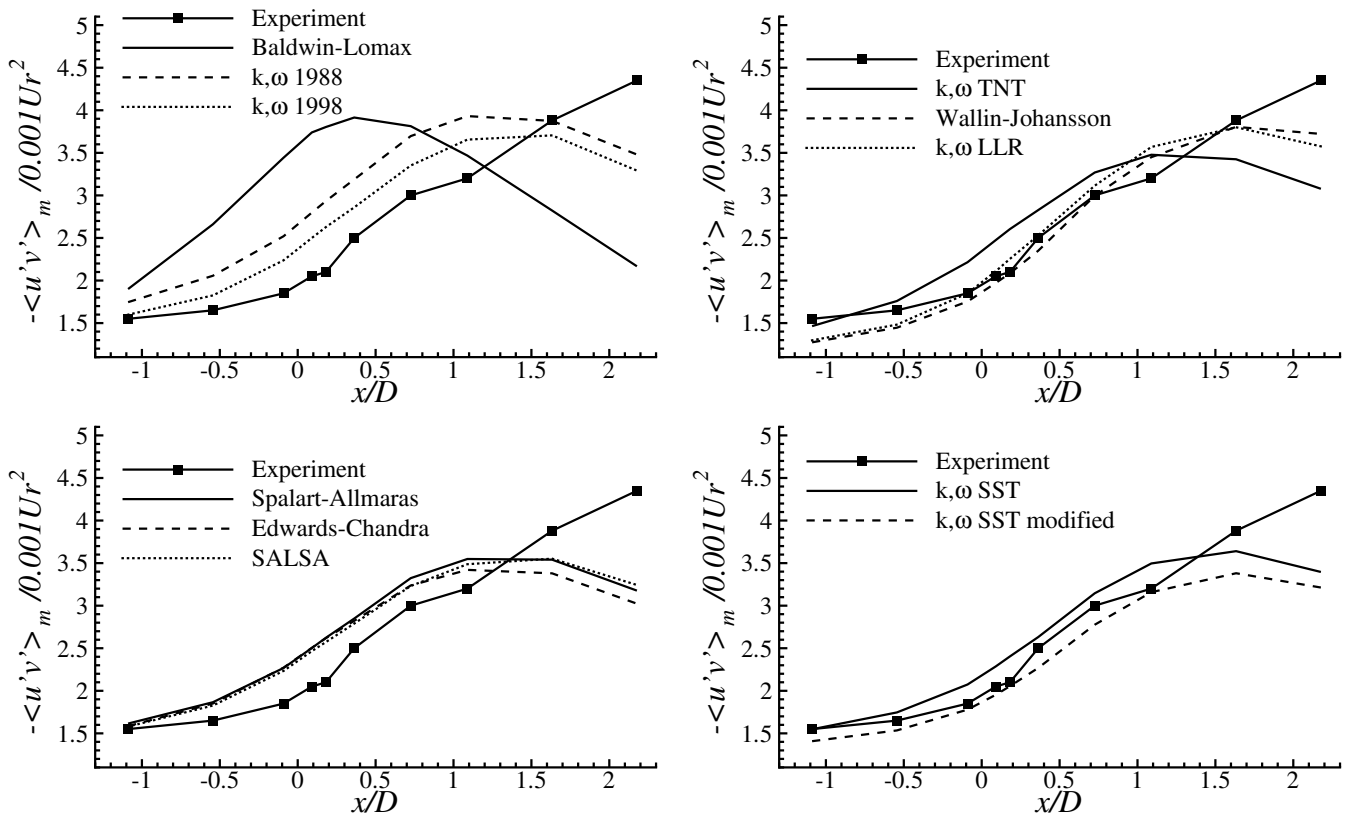 5
4.5
4
3.5
3
2.5
2
1.5
-<u'v'>m /0.001Ur2
Experiment
Baldwin-Lomax
k,ω 1988
k,ω 1998
-1 -0.5 0 0.5 1 1.5 2
x/D
5
4.5
4
3.5
3
2.5
2
1.5
-<u'v'>m /0.001Ur2
Experiment
k,ω TNT
Wallin-Johansson
k,ω LLR
-1 -0.5 0 0.5 1 1.5 2
x/D
5
4.5
4
3.5
3
2.5
2
1.5
-<u'v'>m /0.001Ur2
Experiment
Spalart-Allmaras
Edwards-Chandra
SALSA
-1 -0.5 0 0.5 1 1.5 2
x/D
5
4.5
4
3.5
3
2.5
2
1.5
-<u'v'>m /0.001Ur2
Experiment
k,ω SST
k,ω SST modified
-1 -0.5 0 0.5 1 1.5 2
x/D